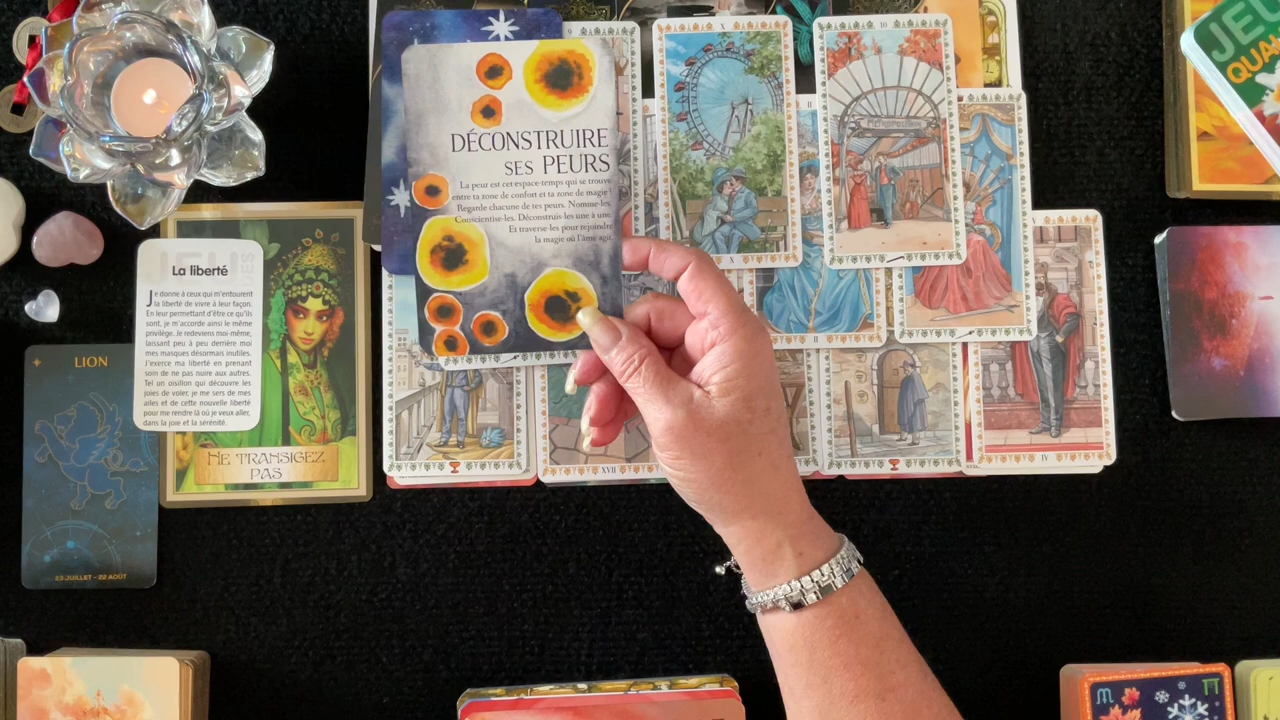 DÉCONSTRUIRE
SES PEURS
La peur est cet espace-temps qui se trouve
entre ta zone de confort et ta zone de magie !
Regarde chacune de tes peurs. Nomme-les.
Conscientise-les. Déconstruis-les une à une.
Et traverse-les pour rejoindre
la magie où l'âme agit.
La liberté
Je donne à ceux qui m'entourent
la liberté de vivre à leur façon.
En leur permettant d'être ce qu'ils
sont, je m'accorde ainsi le même
privilège. Je redeviens moi-même,
laissant peu à peu derrière moi
mes masques désormais inutiles.
J'exerce ma liberté en prenant
soin de ne pas nuire aux autres.
Tel un oisillon qui découvre les
joies de voler, je me sers de mes
ailes et de cette nouvelle liberté
pour me rendre là où je veux aller,
dans la joie et la sérénité.
NE TRANSIGEZ
PAS
LION
23 JUILLET - 22 AOÛT
9
X
X
10
II
II
XVII
IV
JEU